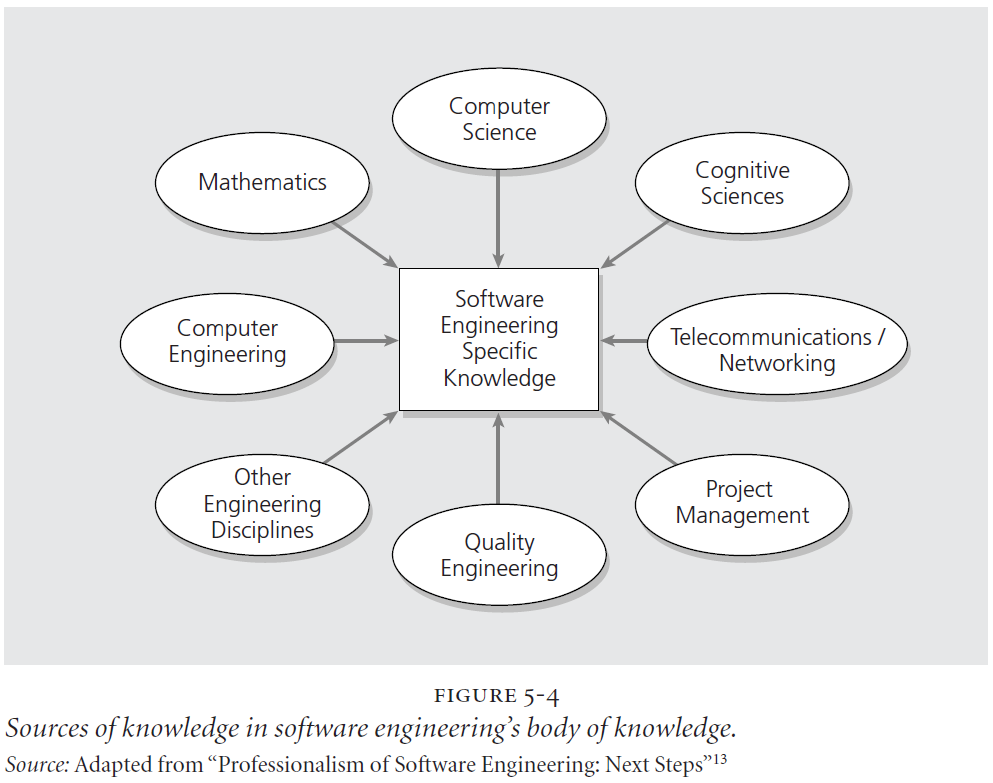 Computer
Science
Mathematics
Cognitive
Sciences
Software
Engineering
Specific
Knowledge
Computer
Engineering
Telecommunications /
Networking
Other
Engineering
Disciplines
Project
Management
Quality
Engineering
FIGURE 5-4
Sources of knowledge in software engineering’s body of knowledge.
Source: Adapted from “Professionalism of Software Engineering: Next Steps”13